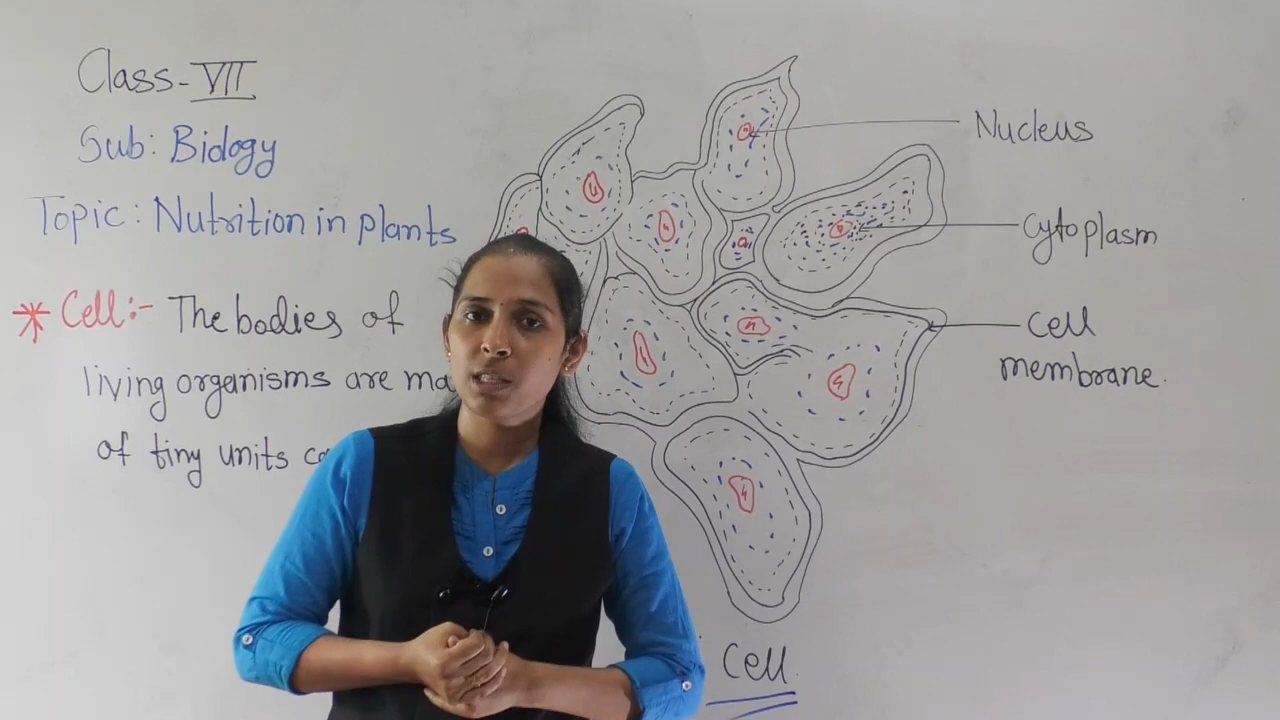 Class-VII
Sub: Biology
Topic: Nutrition in plants
* Cell:- The bodies of
living organisms are
of tiny units
Nucleus
Cytoplasm
cell
membrane.
Cell.